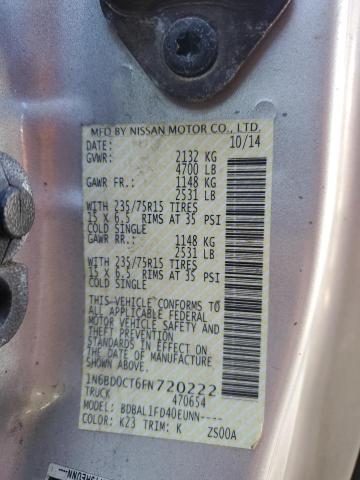 MFD BY NISSAN MOTOR CO., LTD.
DATE: 10/14
GVWR: 2132 KG
4700 LB
GAWR FR.: 1148 KG
2531 LB
WITH 235/75R15 TIRES
15 X 6.5 RIMS AT 35 PSI
COLD SINGLE
GAWR RR.: 1148 KG
2531 LB
WITH 235/75R15 TIRES
15 X 6.5 RIMS AT 35 PSI
COLD SINGLE
THIS VEHICLE CONFORMS TO
ALL APPLICABLE FEDERAL
MOTOR VEHICLE SAFETY AND
THEFT PREVENTION
STANDARDS IN EFFECT ON
THE DATE OF MANUFACTURE
SHOWN ABOVE.
1N6BD0CT6FN720222
TRUCK 470654
MODEL: BDBAL1FD40EUNN----
COLOR: K23 TRIM: K ZS00A